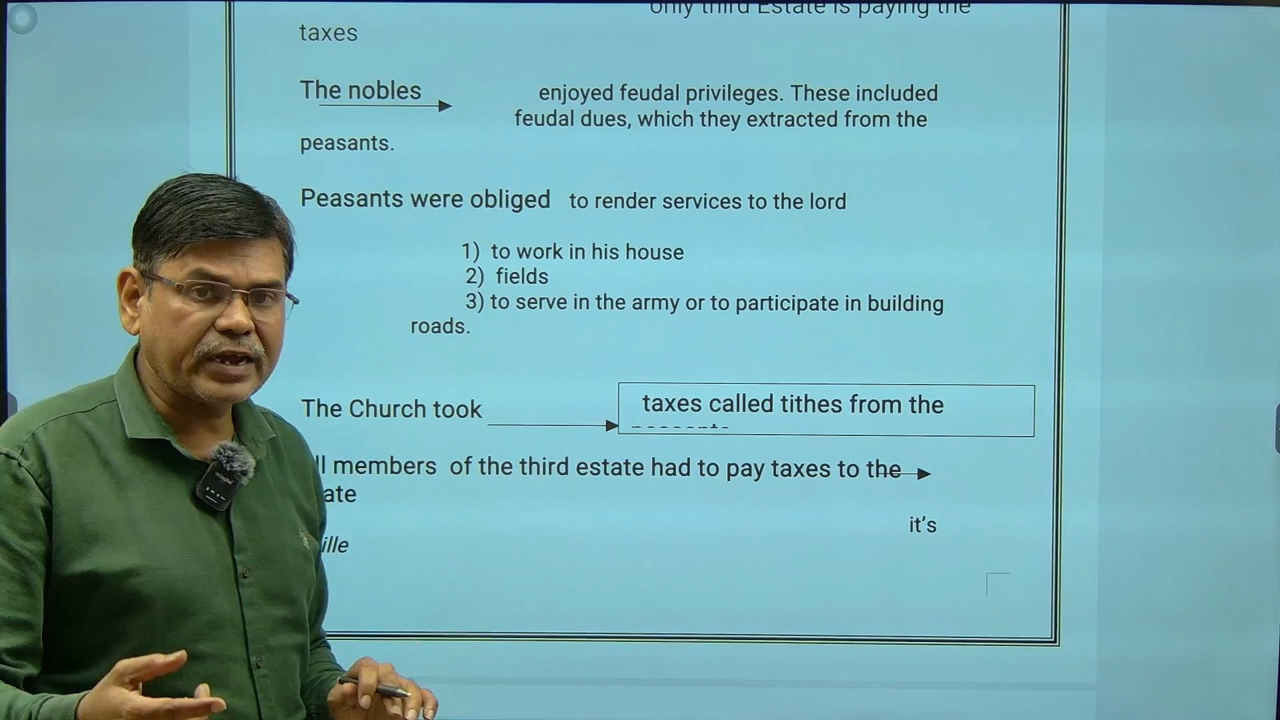 only third Estate is paying the
taxes
The nobles enjoyed feudal privileges. These included
feudal dues, which they extracted from the
peasants.
Peasants were obliged to render services to the lord
1) to work in his house
2) fields
3) to serve in the army or to participate in building
roads.
The Church took taxes called tithes from the
ll members of the third estate had to pay taxes to the
ate
it's
ille